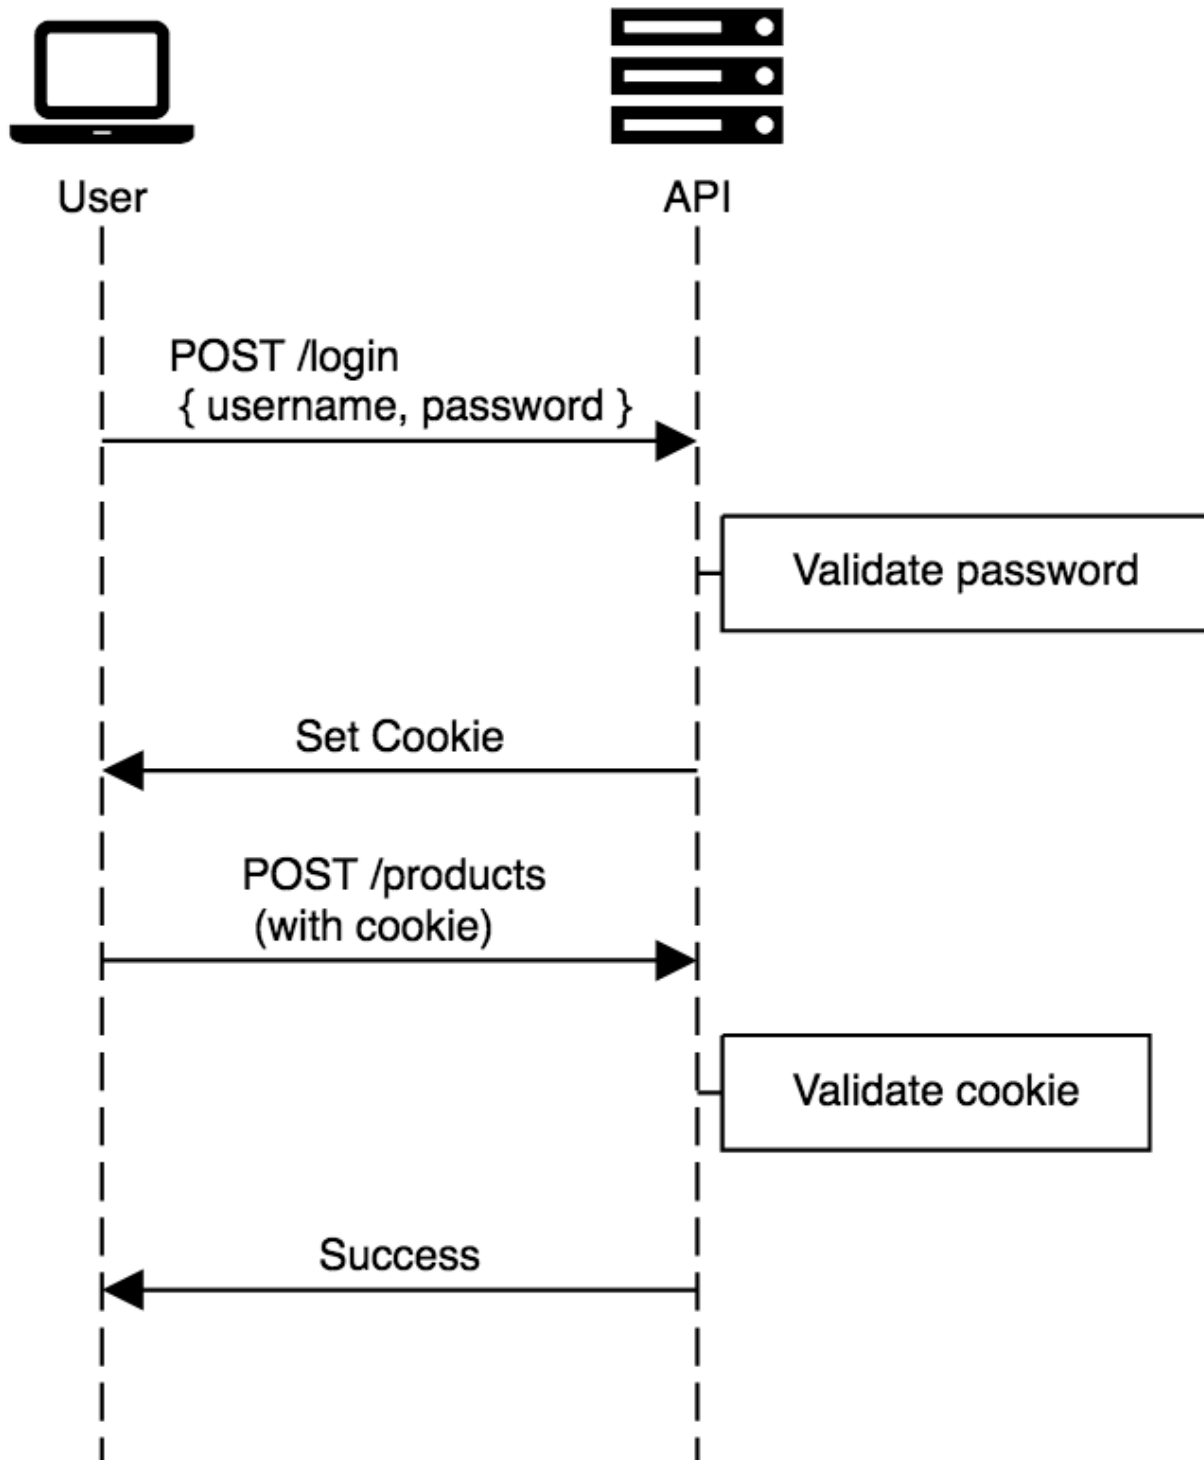 User
API
POST /login
{ username, password }
Validate password
Set Cookie
POST /products
(with cookie)
Validate cookie
Success